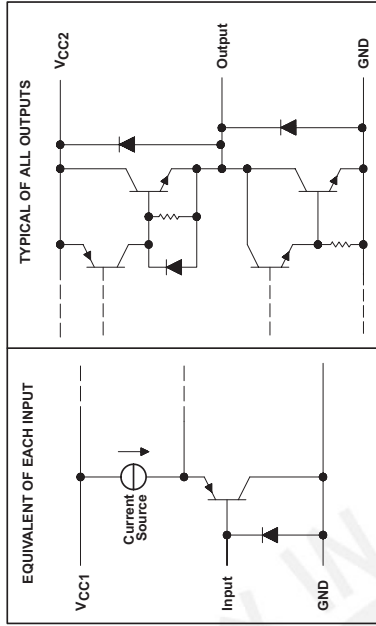 EQUIVALENT OF EACH INPUT
VCC1
Current
Source
Input
GND
TYPICAL OF ALL OUTPUTS
VCC2
Output
GND